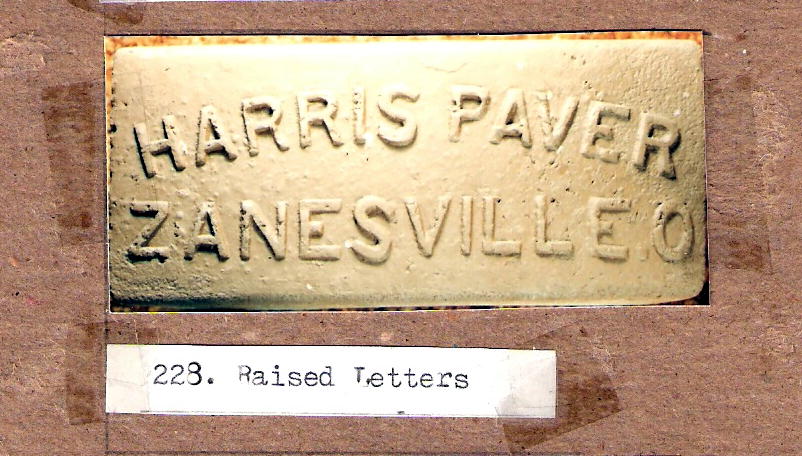 HARRIS PAVER
ZANESVILLE.O
228. Raised Letters